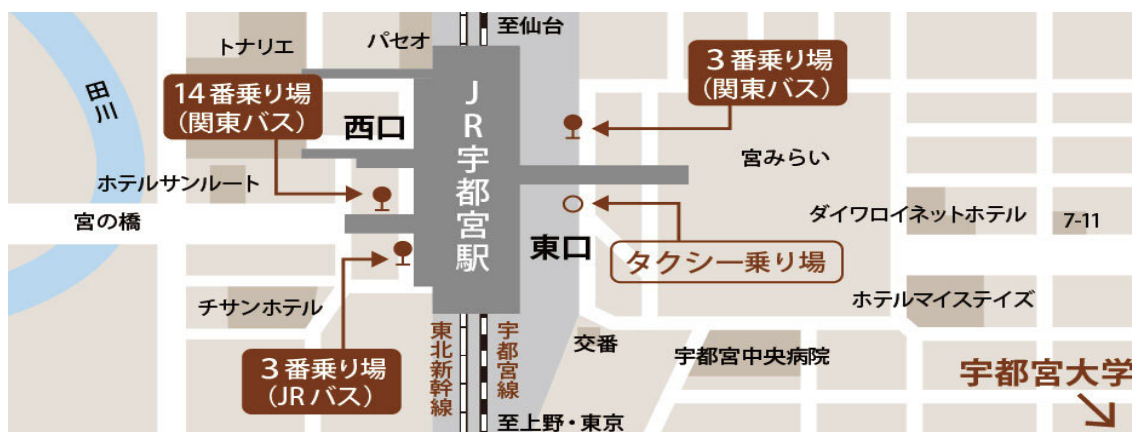 至仙台
トナリエ
パセオ
3番乗り場
(関東バス)
14番乗り場
(関東バス)
田川
西口
JR宇都宮駅
宮みらい
ホテルサンルート
宮の橋
ダイワロイネットホテル
7-11
東口
タクシー乗り場
チサンホテル
ホテルマイステイズ
東北新幹線
宇都宮線
交番
宇都宮中央病院
3番乗り場
(JRバス)
宇都宮大学
至上野・東京